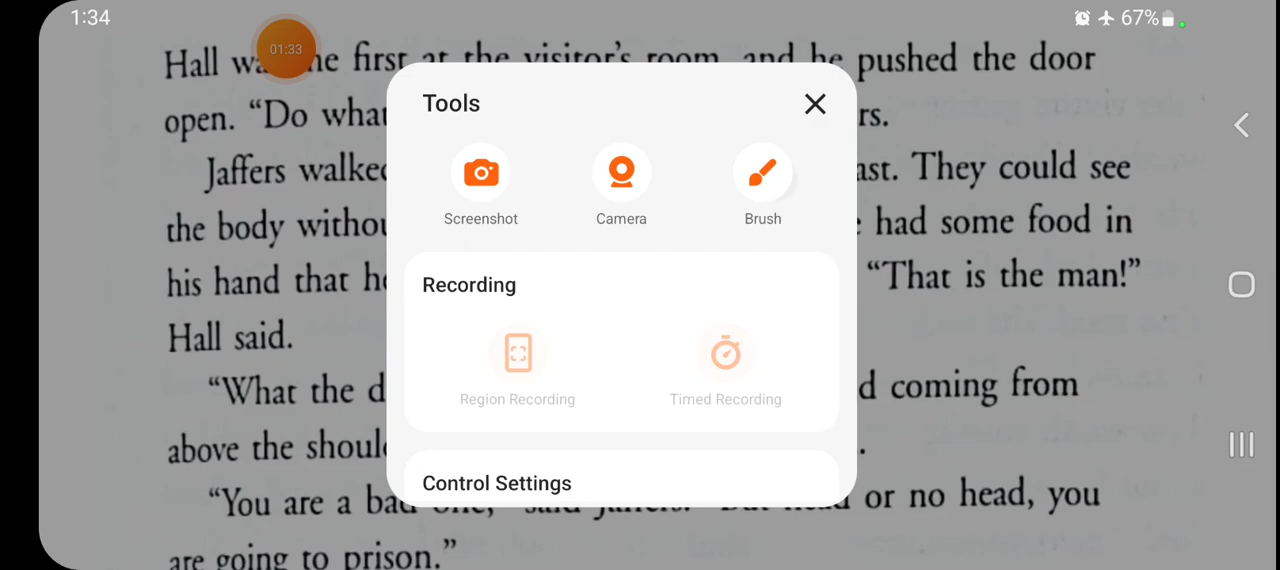 1:34
67%
01:33
Hall the first at the visitor's room, and he pushed the door
open. "Do what rs.
Jaffers walked ast. They could see
the body without had some food in
his hand that he "That is the man!"
Hall said.
"What the d coming from
above the should
"You are a bad one," said Jaffers. "But head or no head, you
are going to prison."
Tools
Screenshot
Camera
Brush
Recording
Region Recording
Timed Recording
Control Settings